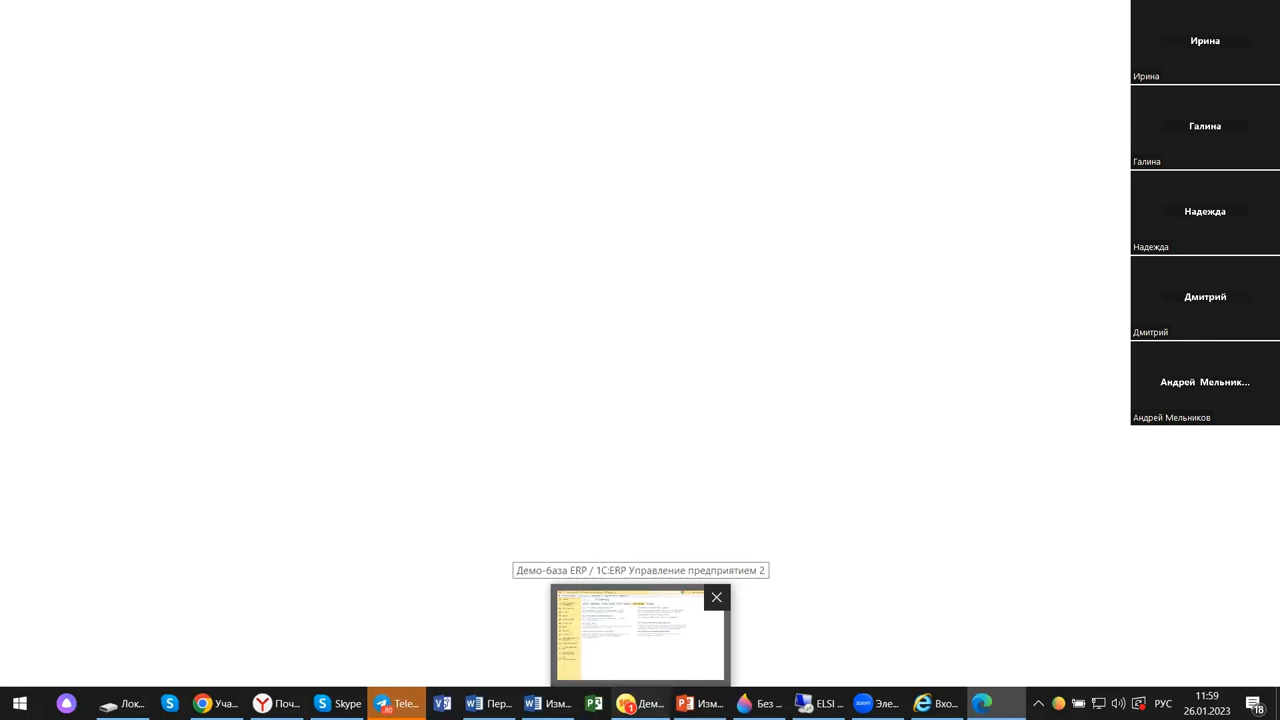 Ирина
Ирина
Галина
Галина
Надежда
Надежда
Дмитрий
Дмитрий
Андрей Мельник...
Андрей Мельников
Демо-база ERP / 1С:ERP Управление предприятием 2
Лок...
Уча...
Поч...
Skype
Tele...
Пер...
Изм...
Дем...
Изм...
Без ...
ELSI ...
zoom
Эле...
Вхо...
РУС
11:59
26.01.2023
18